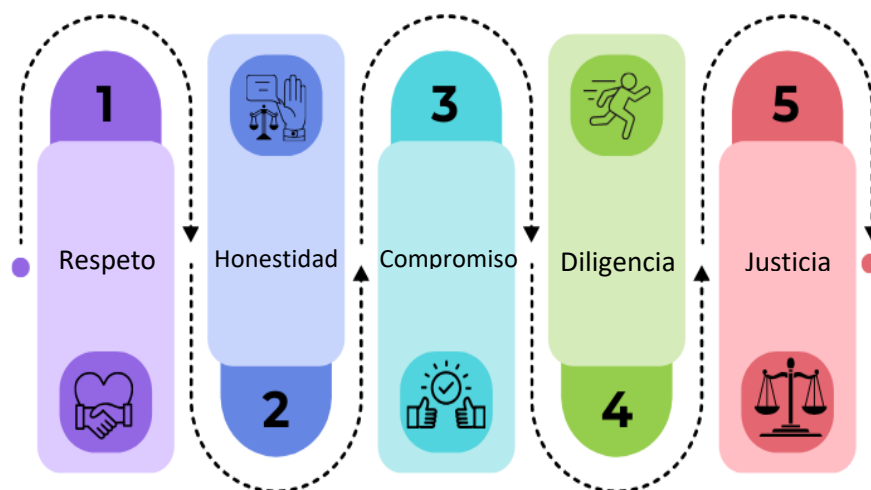 1
Respeto
Honestidad
2
3
Compromiso
Diligencia
4
5
Justicia